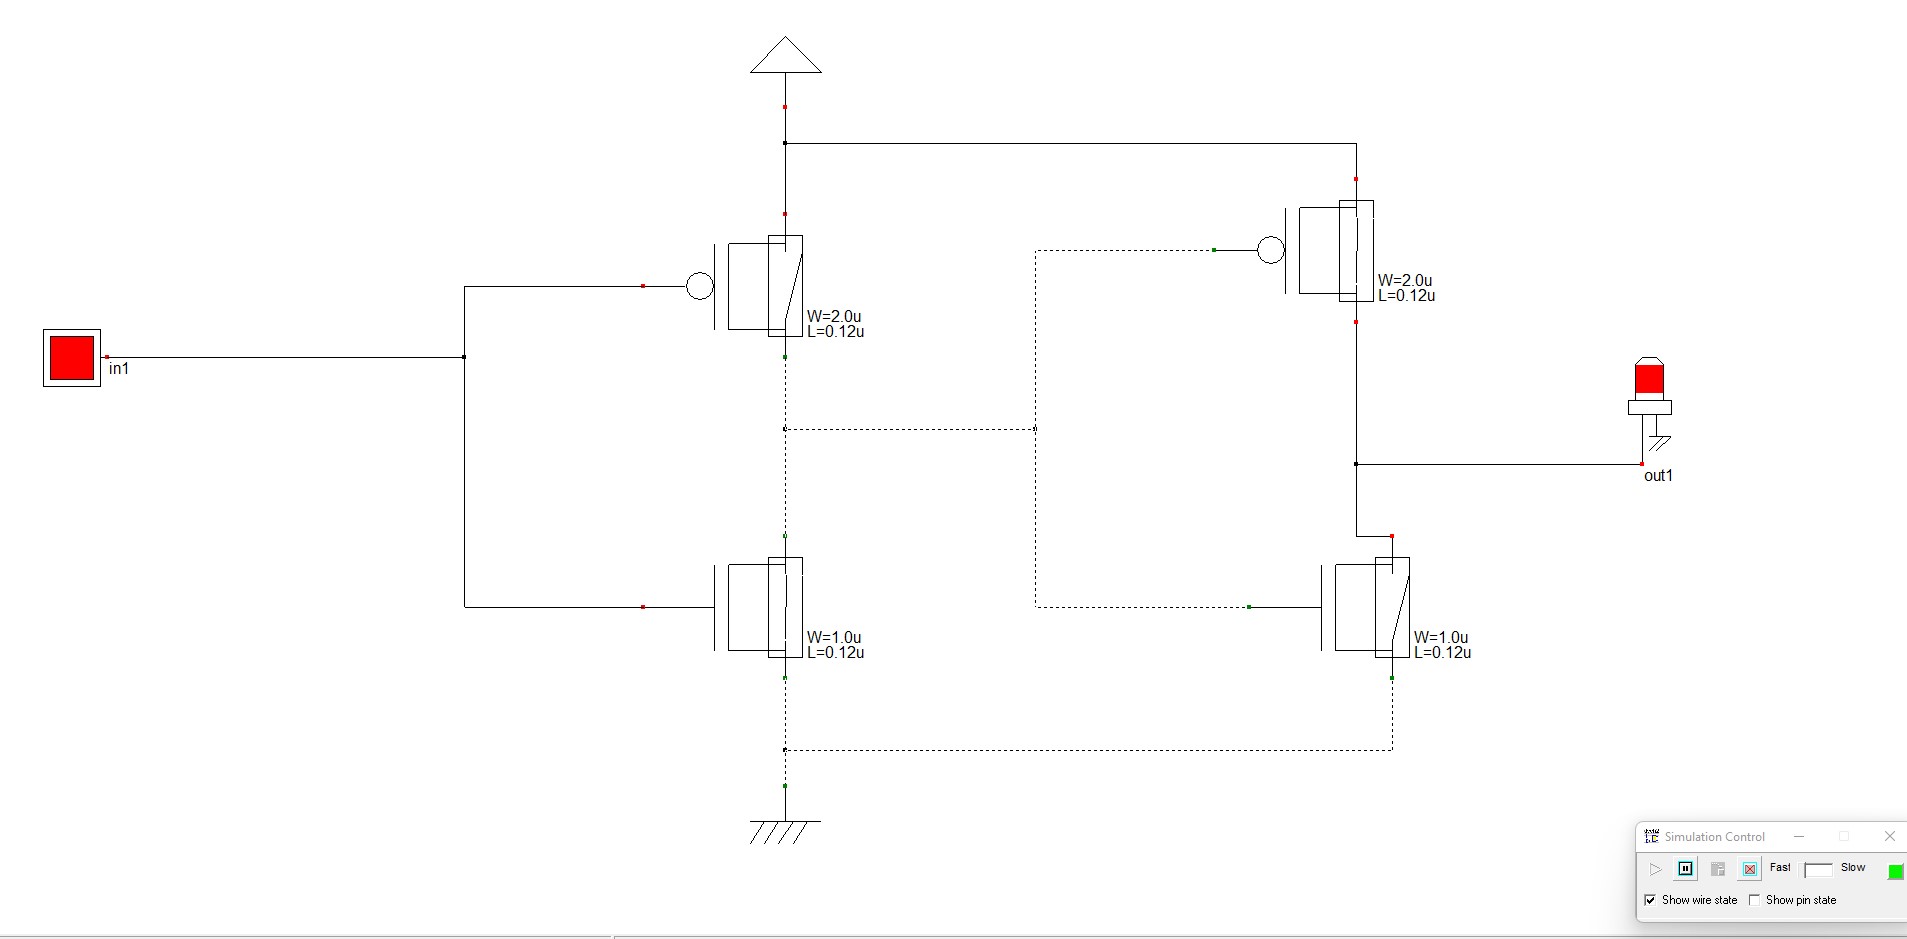 W=2.0u
L=0.12u
W=2.0u
L=0.12u
in1
out1
W=1.0u
L=0.12u
W=1.0u
L=0.12u
Simulation Control
Fast Slow
Show wire state Show pin state